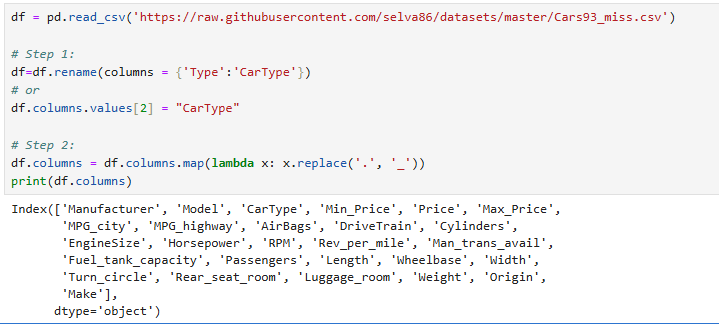 df = pd.read_csv('https://raw.githubusercontent.com/selva86/datasets/master/Cars93_miss.csv')
# Step 1:
df=df.rename(columns = {'Type':'CarType'})
# or
df.columns.values[2] = "CarType"
# Step 2:
df.columns = df.columns.map(lambda x: x.replace('.', '_'))
print(df.columns)
Index(['Manufacturer', 'Model', 'CarType', 'Min_Price', 'Price', 'Max_Price',
'MPG_city', 'MPG_highway', 'AirBags', 'DriveTrain', 'Cylinders',
'EngineSize', 'Horsepower', 'RPM', 'Rev_per_mile', 'Man_trans_avail',
'Fuel_tank_capacity', 'Passengers', 'Length', 'Wheelbase', 'Width',
'Turn_circle', 'Rear_seat_room', 'Luggage_room', 'Weight', 'Origin',
'Make'],
dtype='object')